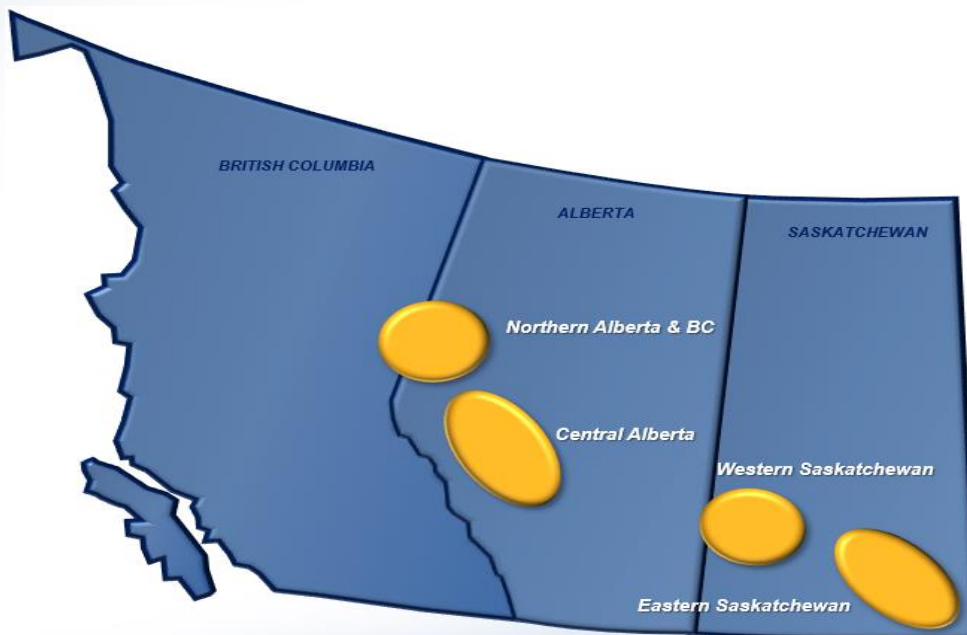 BRITISH COLUMBIA
ALBERTA
SASKATCHEWAN
Northern Alberta & BC
Central Alberta
Western Saskatchewan
Eastern Saskatchewan